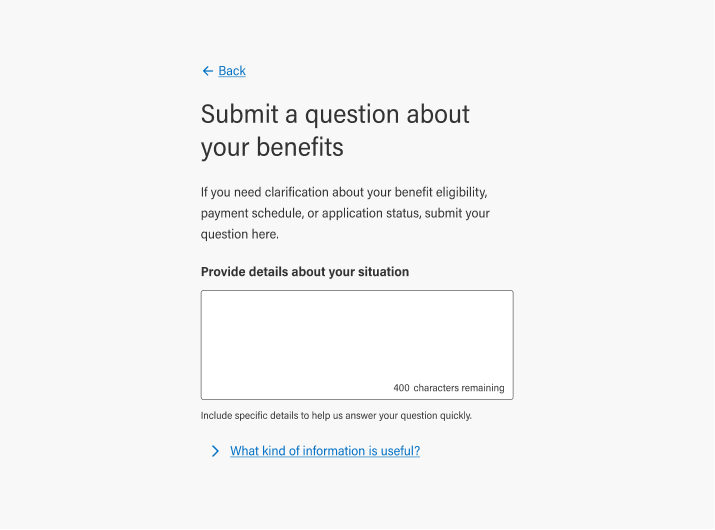 Back
Submit a question about
your benefits
If you need clarification about your benefit eligibility,
payment schedule, or application status, submit your
question here.
Provide details about your situation
400 characters remaining
Include specific details to help us answer your question quickly.
What kind of information is useful?